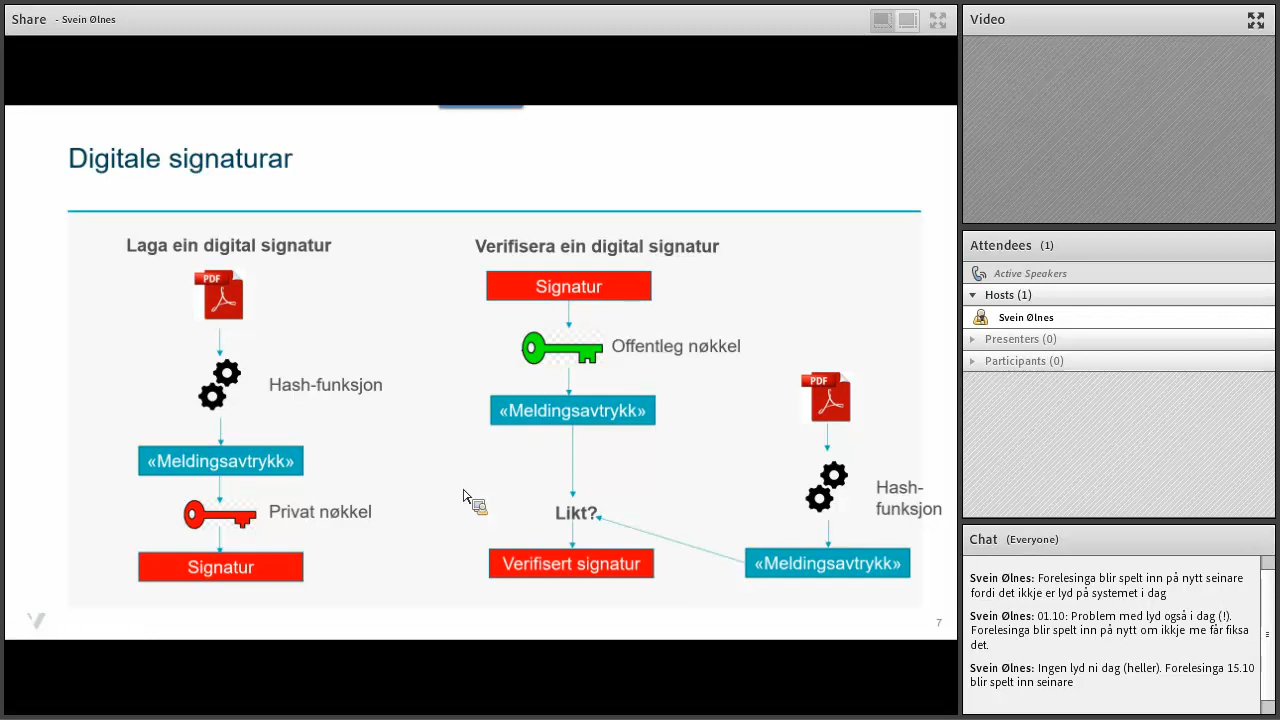 Share - Svein Ølnes
Digitale signaturar
Laga ein digital signatur
PDF
Hash-funksjon
«Meldingsavtrykk»
Privat nøkkel
Signatur
Verifisera ein digital signatur
Signatur
Offentleg nøkkel
«Meldingsavtrykk»
Likt?
Verifisert signatur
PDF
Hash-
funksjon
«Meldingsavtrykk»
7
Video
Attendees (1)
Active Speakers
Hosts (1)
Svein Ølnes
Presenters (0)
Participants (0)
Chat (Everyone)
Svein Ølnes: Forelesinga blir spelt inn på nytt seinare
fordi det ikkje er lyd på systemet i dag
Svein Ølnes: 01.10: Problem med lyd også i dag (!).
Forelesinga blir spelt inn på nytt om ikkje me får fiksa
det.
Svein Ølnes: Ingen lyd ni dag (heller). Forelesinga 15.10
blir spelt inn seinare